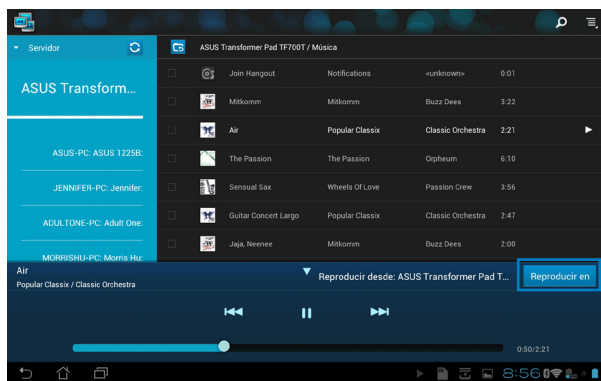 Servidor
ASUS Transformer Pad TF700T / Música
ASUS Transform...
ASUS-PC: ASUS 1225B:
JENNIFER-PC: Jennifer:
ADULTONE-PC: Adult One:
MORRISHU-PC: Morris Hu:
Join Hangout Notifications <unknown> 0:01
Mitkomm Mitkomm Buzz Dees 3:22
Air Popular Classix Classic Orchestra 2:21
The Passion The Passion Orpheum 6:10
Sensual Sax Wheels Of Love Passion Crew 3:56
Guitar Concert Largo Popular Classix Classic Orchestra 2:47
Jaja, Neenee Mitkomm Buzz Dees 2:00
Air
Popular Classix / Classic Orchestra
Reproducir desde: ASUS Transformer Pad T...
Reproducir en
0:50/2:21
8:56